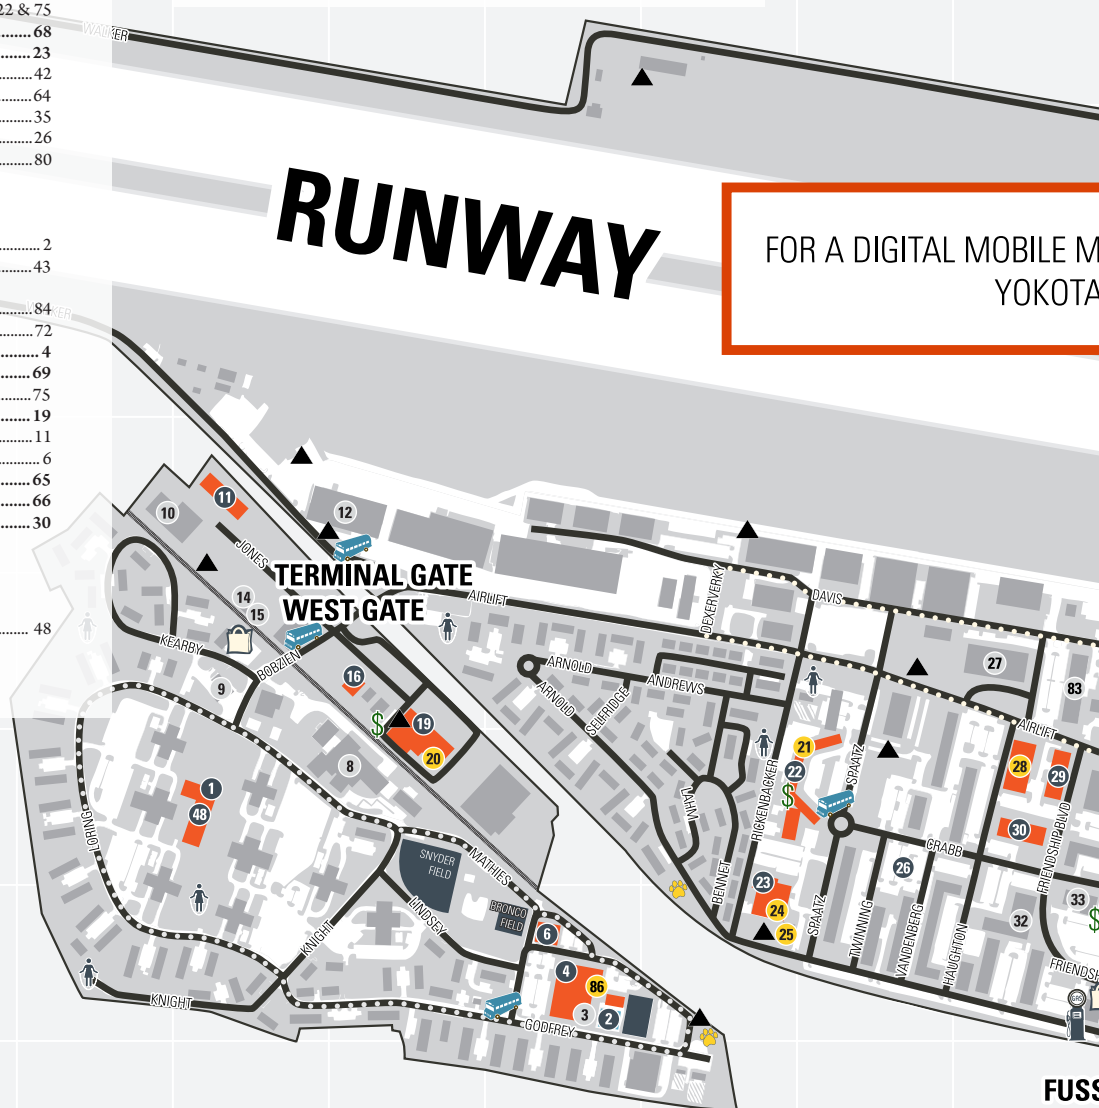 22 & 75
68
23
42
64
35
26
80
2
43
84
72
4
69
75
19
11
6
65
66
30
48
WALKER
RUNWAY
FOR A DIGITAL MOBILE M
YOKOTA
WALKER
11
10
12
JONES
TERMINAL GATE
WEST GATE
AIRLIFT
14
15
KEARBY
BOBZIEN
9
16
$
19
20
8
DEXERVERKY
DAVIS
ARNOLD
ANDREWS
ARNOLD
SELFRIDGE
27
83
AIRLIFT
21
22
$
SPAATZ
RICKENBACKER
28
29
30
LAHM
BENNET
CRABB
FRIENDSHIP BLVD
1
48
LORING
SNYDER
FIELD
MATHIES
BRONCO
FIELD
LINDSEY
KNIGHT
KNIGHT
6
4
86
3
2
GODFREY
23
24
25
SPAATZ
TWINNING
26
VANDENBERG
HAUGHTON
32
33
$
FRIENDSH
GAS
FUSS